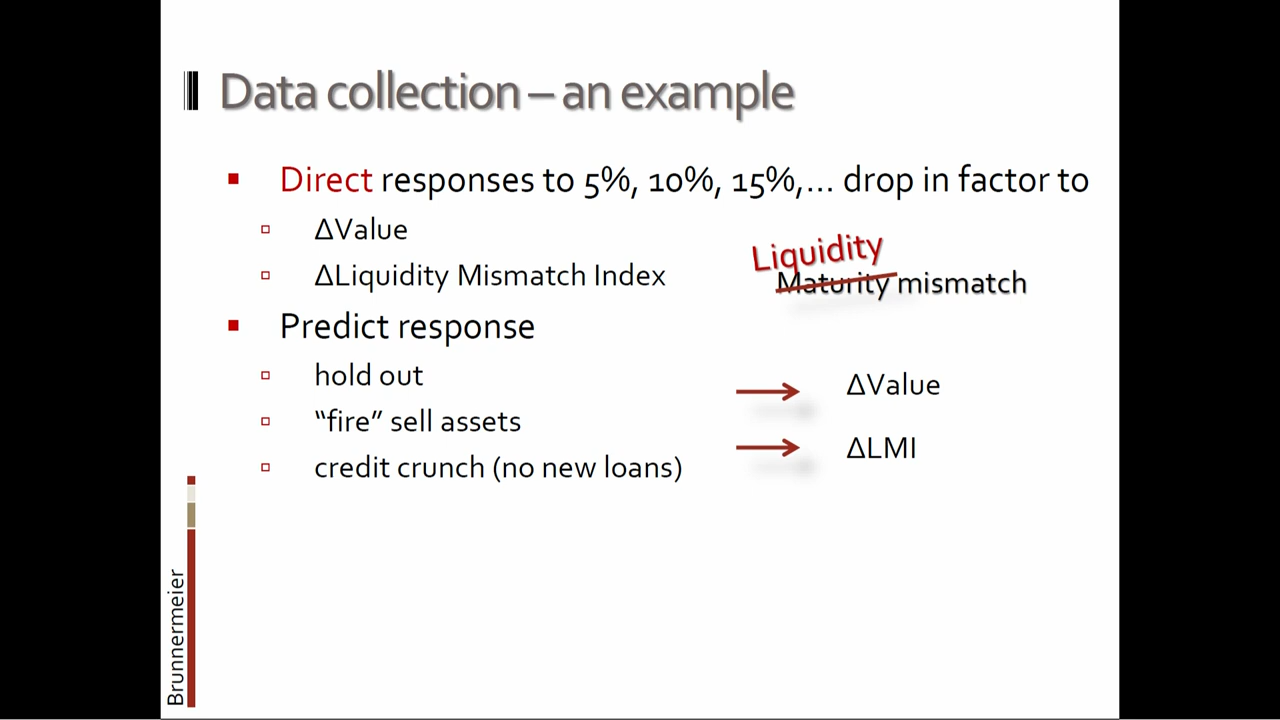 Data collection – an example
Direct responses to 5%, 10%, 15%,… drop in factor to
ΔValue
ΔLiquidity Mismatch Index
Liquidity
Maturity mismatch
Predict response
hold out
“fire” sell assets
credit crunch (no new loans)
ΔValue
ΔLMI
Brunnermeier